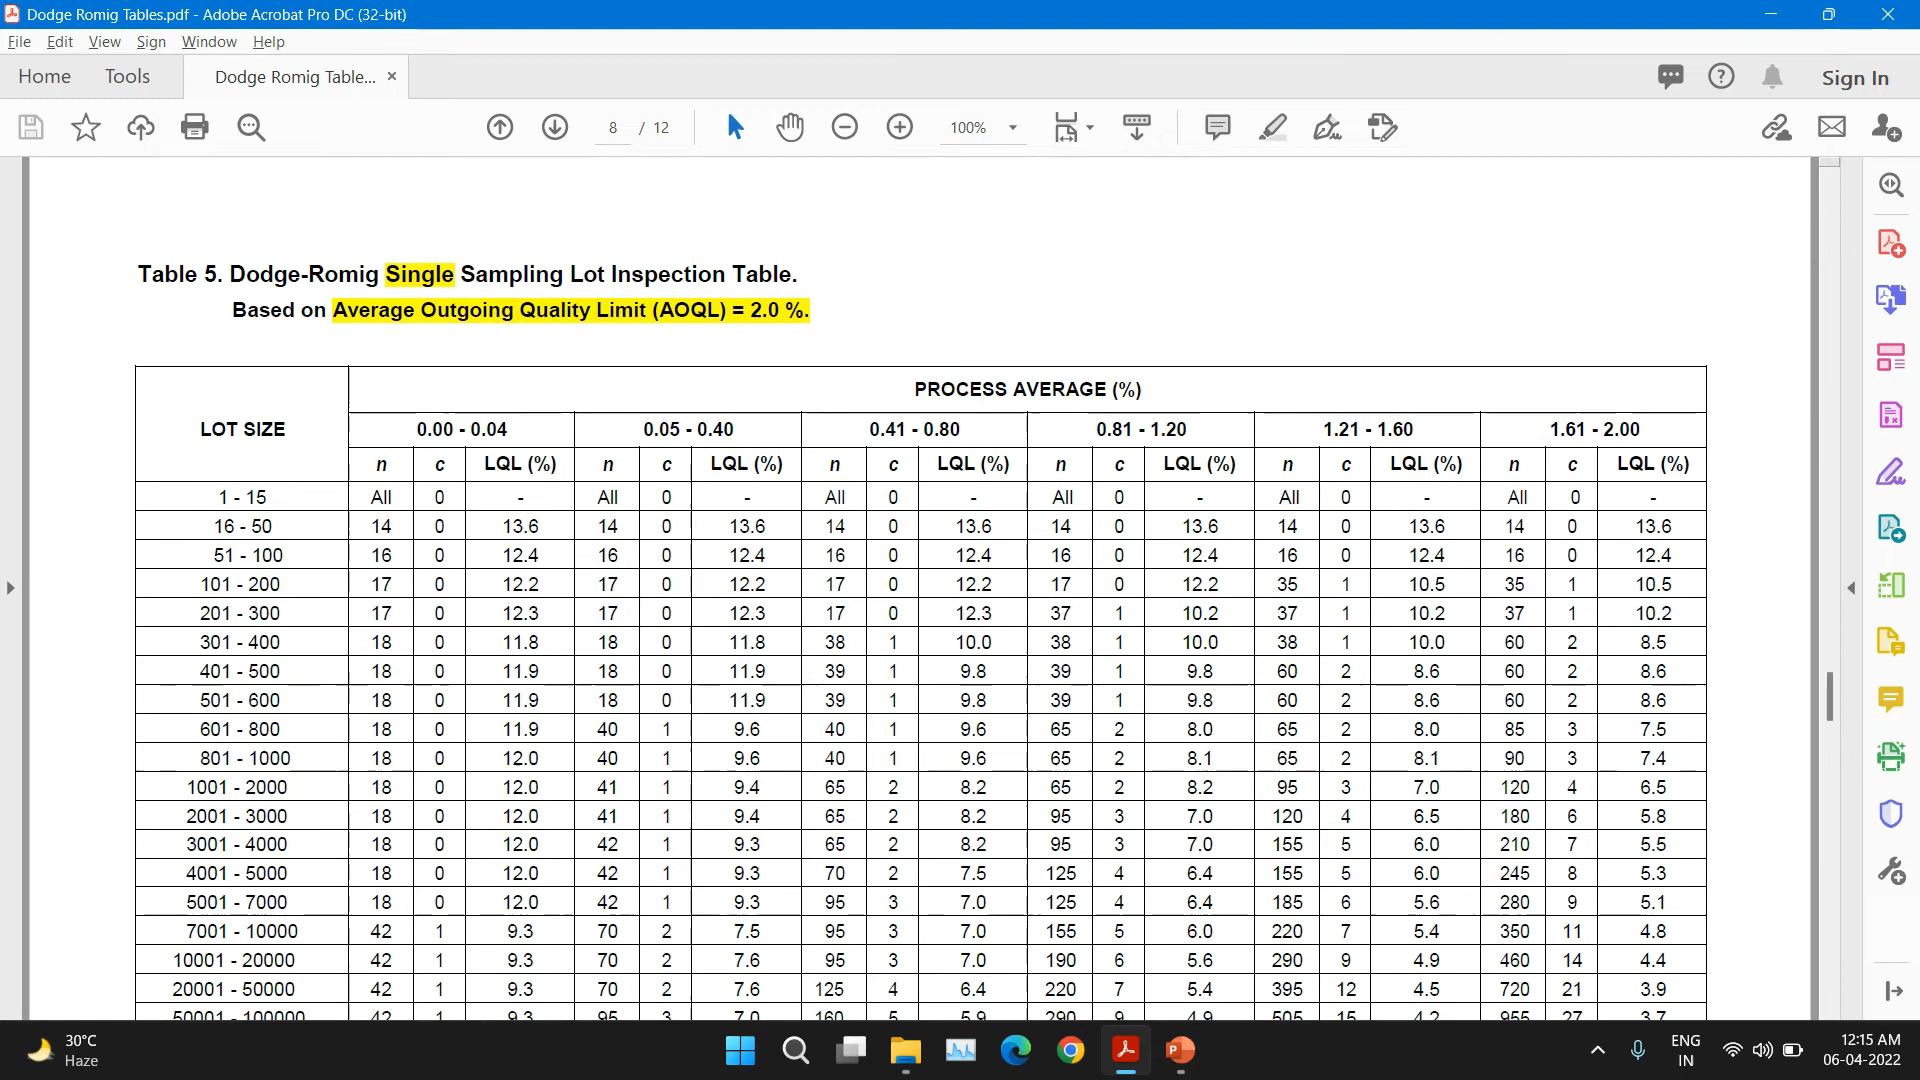 Dodge Romig Tables.pdf - Adobe Acrobat Pro DC (32-bit)
File Edit View Sign Window Help
Home Tools Dodge Romig Table... × Sign In
8 / 12 100%
Table 5. Dodge-Romig Single Sampling Lot Inspection Table.
Based on Average Outgoing Quality Limit (AOQL) = 2.0 %.
PROCESS AVERAGE (%)
LOT SIZE 0.00 - 0.04 0.05 - 0.40 0.41 - 0.80 0.81 - 1.20 1.21 - 1.60 1.61 - 2.00
n c LQL (%) n c LQL (%) n c LQL (%) n c LQL (%) n c LQL (%) n c LQL (%)
1 - 15 All 0 - All 0 - All 0 - All 0 - All 0 - All 0 -
16 - 50 14 0 13.6 14 0 13.6 14 0 13.6 14 0 13.6 14 0 13.6 14 0 13.6
51 - 100 16 0 12.4 16 0 12.4 16 0 12.4 16 0 12.4 16 0 12.4 16 0 12.4
101 - 200 17 0 12.2 17 0 12.2 17 0 12.2 17 0 12.2 35 1 10.5 35 1 10.5
201 - 300 17 0 12.3 17 0 12.3 17 0 12.3 37 1 10.2 37 1 10.2 37 1 10.2
301 - 400 18 0 11.8 18 0 11.8 38 1 10.0 38 1 10.0 38 1 10.0 60 2 8.5
401 - 500 18 0 11.9 18 0 11.9 39 1 9.8 39 1 9.8 60 2 8.6 60 2 8.6
501 - 600 18 0 11.9 18 0 11.9 39 1 9.8 39 1 9.8 60 2 8.6 60 2 8.6
601 - 800 18 0 11.9 40 1 9.6 40 1 9.6 65 2 8.0 65 2 8.0 85 3 7.5
801 - 1000 18 0 12.0 40 1 9.6 40 1 9.6 65 2 8.1 65 2 8.1 90 3 7.4
1001 - 2000 18 0 12.0 41 1 9.4 65 2 8.2 65 2 8.2 95 3 7.0 120 4 6.5
2001 - 3000 18 0 12.0 41 1 9.4 65 2 8.2 95 3 7.0 120 4 6.5 180 6 5.8
3001 - 4000 18 0 12.0 42 1 9.3 65 2 8.2 95 3 7.0 155 5 6.0 210 7 5.5
4001 - 5000 18 0 12.0 42 1 9.3 70 2 7.5 125 4 6.4 155 5 6.0 245 8 5.3
5001 - 7000 18 0 12.0 42 1 9.3 95 3 7.0 125 4 6.4 185 6 5.6 280 9 5.1
7001 - 10000 42 1 9.3 70 2 7.5 95 3 7.0 155 5 6.0 220 7 5.4 350 11 4.8
10001 - 20000 42 1 9.3 70 2 7.6 95 3 7.0 190 6 5.6 290 9 4.9 460 14 4.4
20001 - 50000 42 1 9.3 70 2 7.6 125 4 6.4 220 7 5.4 395 12 4.5 720 21 3.9
50001 - 100000 42 1 9.3 95 3 7.0 160 5 5.9 290 9 4.9 505 15 4.2 955 27 3.7
30°C
Haze
ENG
IN
12:15 AM
06-04-2022